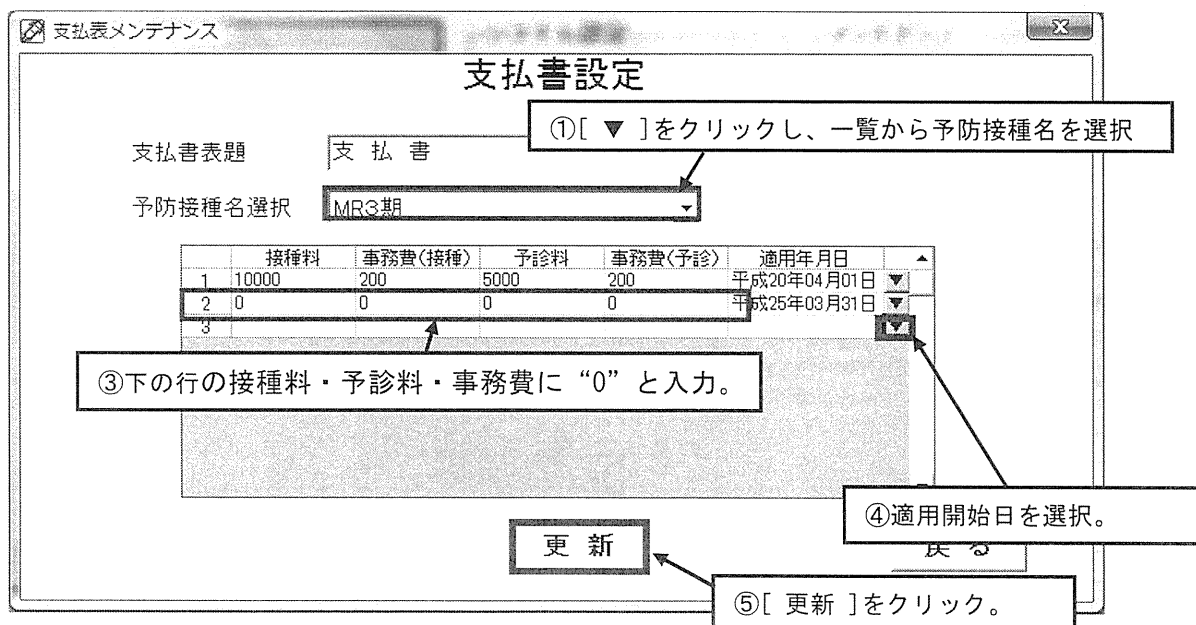 支払表メンテナンス
支払書設定
①[ ▼ ]をクリックし、一覧から予防接種名を選択
支払書表題 支 払 書
予防接種名選択 MR3期
接種料 事務費(接種) 予診料 事務費(予診) 適用年月日
1 10000 200 5000 200 平成20年04月01日 ▼
2 0 0 0 0 平成25年03月31日 ▼
3 ▼
③下の行の接種料・予診料・事務費に“0”と入力。
④適用開始日を選択。
更 新
戻 る
⑤[ 更新 ]をクリック。